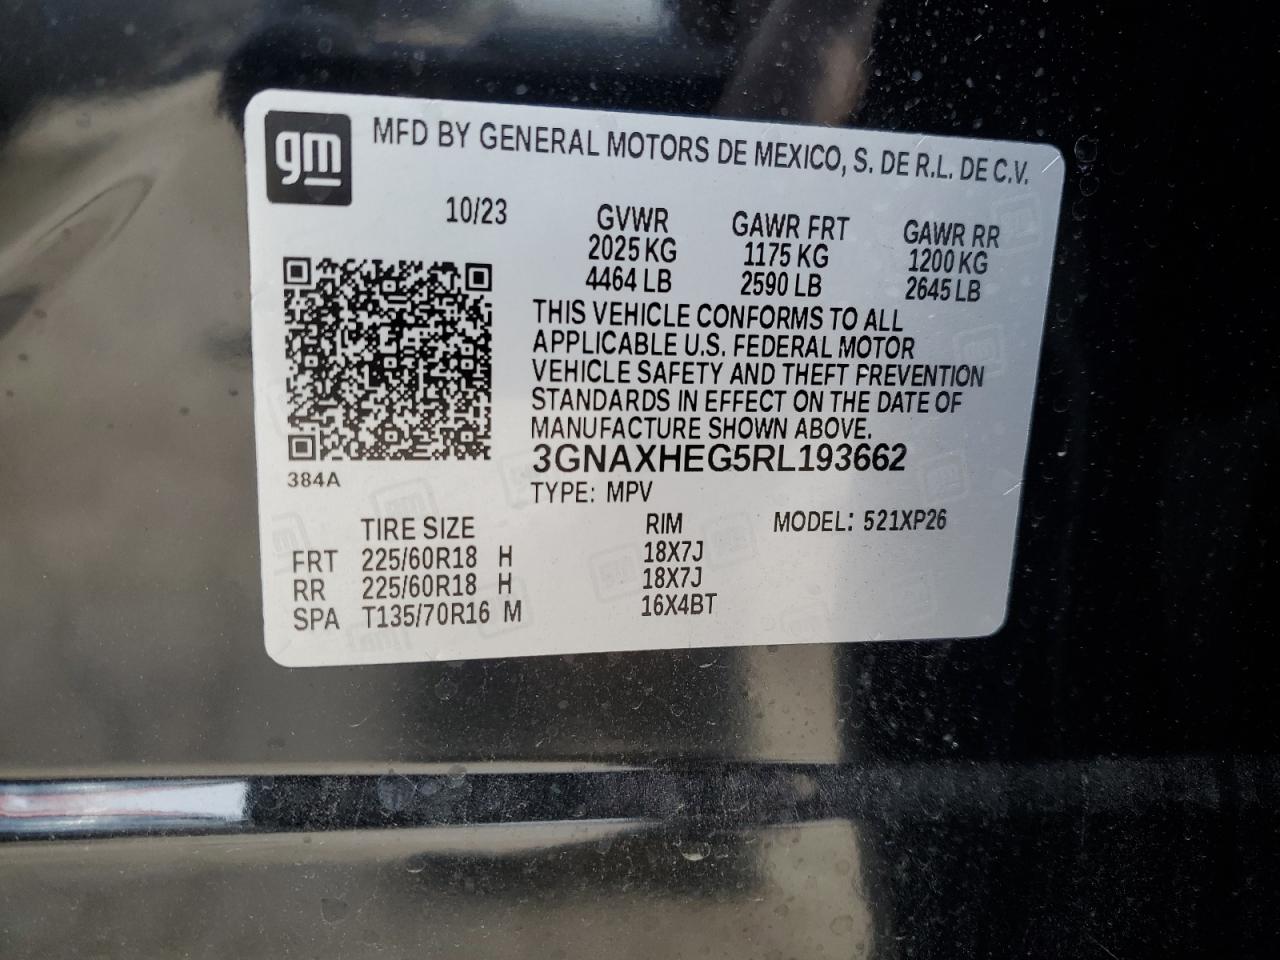 gm
MFD BY GENERAL MOTORS DE MEXICO, S. DE R.L. DE C.V.
10/23
GVWR GAWR FRT GAWR RR
2025 KG 1175 KG 1200 KG
4464 LB 2590 LB 2645 LB
THIS VEHICLE CONFORMS TO ALL
APPLICABLE U.S. FEDERAL MOTOR
VEHICLE SAFETY AND THEFT PREVENTION
STANDARDS IN EFFECT ON THE DATE OF
MANUFACTURE SHOWN ABOVE.
3GNAXHEG5RL193662
384A
TYPE: MPV
TIRE SIZE RIM MODEL: 521XP26
FRT 225/60R18 H 18X7J
RR 225/60R18 H 18X7J
SPA T135/70R16 M 16X4BT